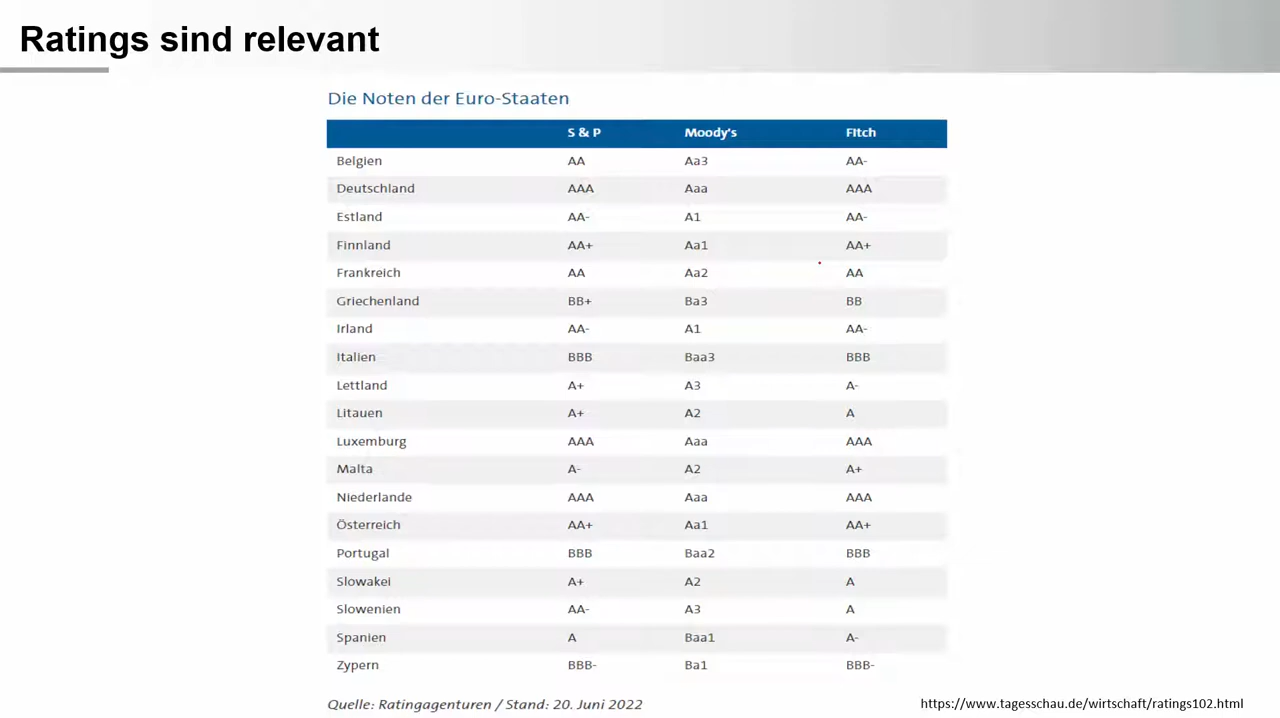 Ratings sind relevant
Die Noten der Euro-Staaten
S & P Moody's Fitch
Belgien AA Aa3 AA-
Deutschland AAA Aaa AAA
Estland AA- A1 AA-
Finnland AA+ Aa1 AA+
Frankreich AA Aa2 AA
Griechenland BB+ Ba3 BB
Irland AA- A1 AA-
Italien BBB Baa3 BBB
Lettland A+ A3 A-
Litauen A+ A2 A
Luxemburg AAA Aaa AAA
Malta A- A2 A+
Niederlande AAA Aaa AAA
Österreich AA+ Aa1 AA+
Portugal BBB Baa2 BBB
Slowakei A+ A2 A
Slowenien AA- A3 A
Spanien A Baa1 A-
Zypern BBB- Ba1 BBB-
Quelle: Ratingagenturen / Stand: 20. Juni 2022
https://www.tagesschau.de/wirtschaft/ratings102.html